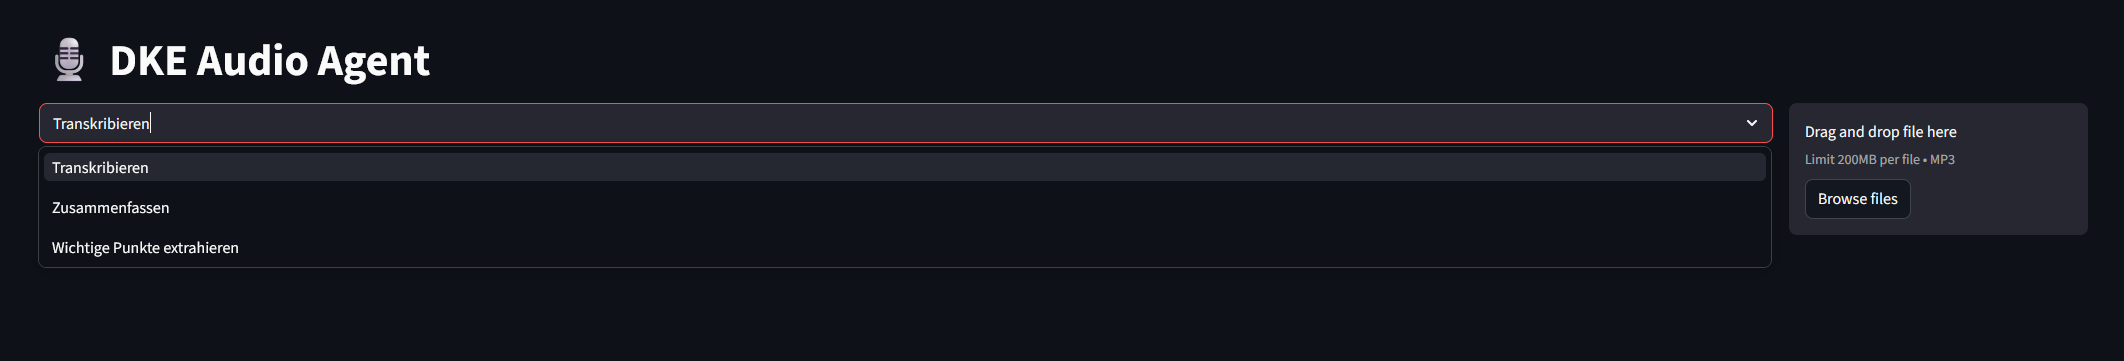 DKE Audio Agent
Transkribieren
Transkribieren
Zusammenfassen
Wichtige Punkte extrahieren
Drag and drop file here
Limit 200MB per file • MP3
Browse files